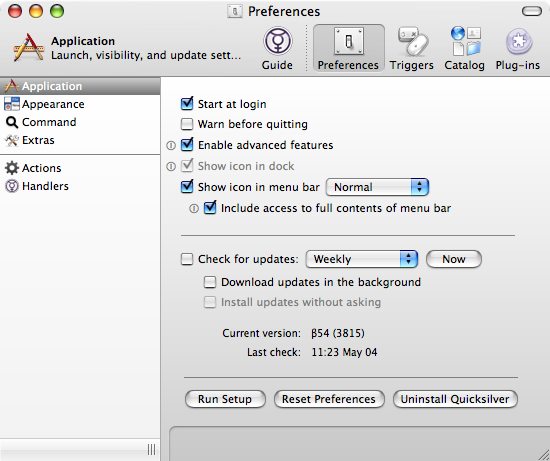 Preferences
Application
Launch, visibility, and update sett...
Guide
Preferences
Triggers
Catalog
Plug-ins
Application
Appearance
Command
Extras
Actions
Handlers
Start at login
Warn before quitting
Enable advanced features
Show icon in dock
Show icon in menu bar Normal
Include access to full contents of menu bar
Check for updates: Weekly Now
Download updates in the background
Install updates without asking
Current version: β54 (3815)
Last check: 11:23 May 04
Run Setup Reset Preferences Uninstall Quicksilver